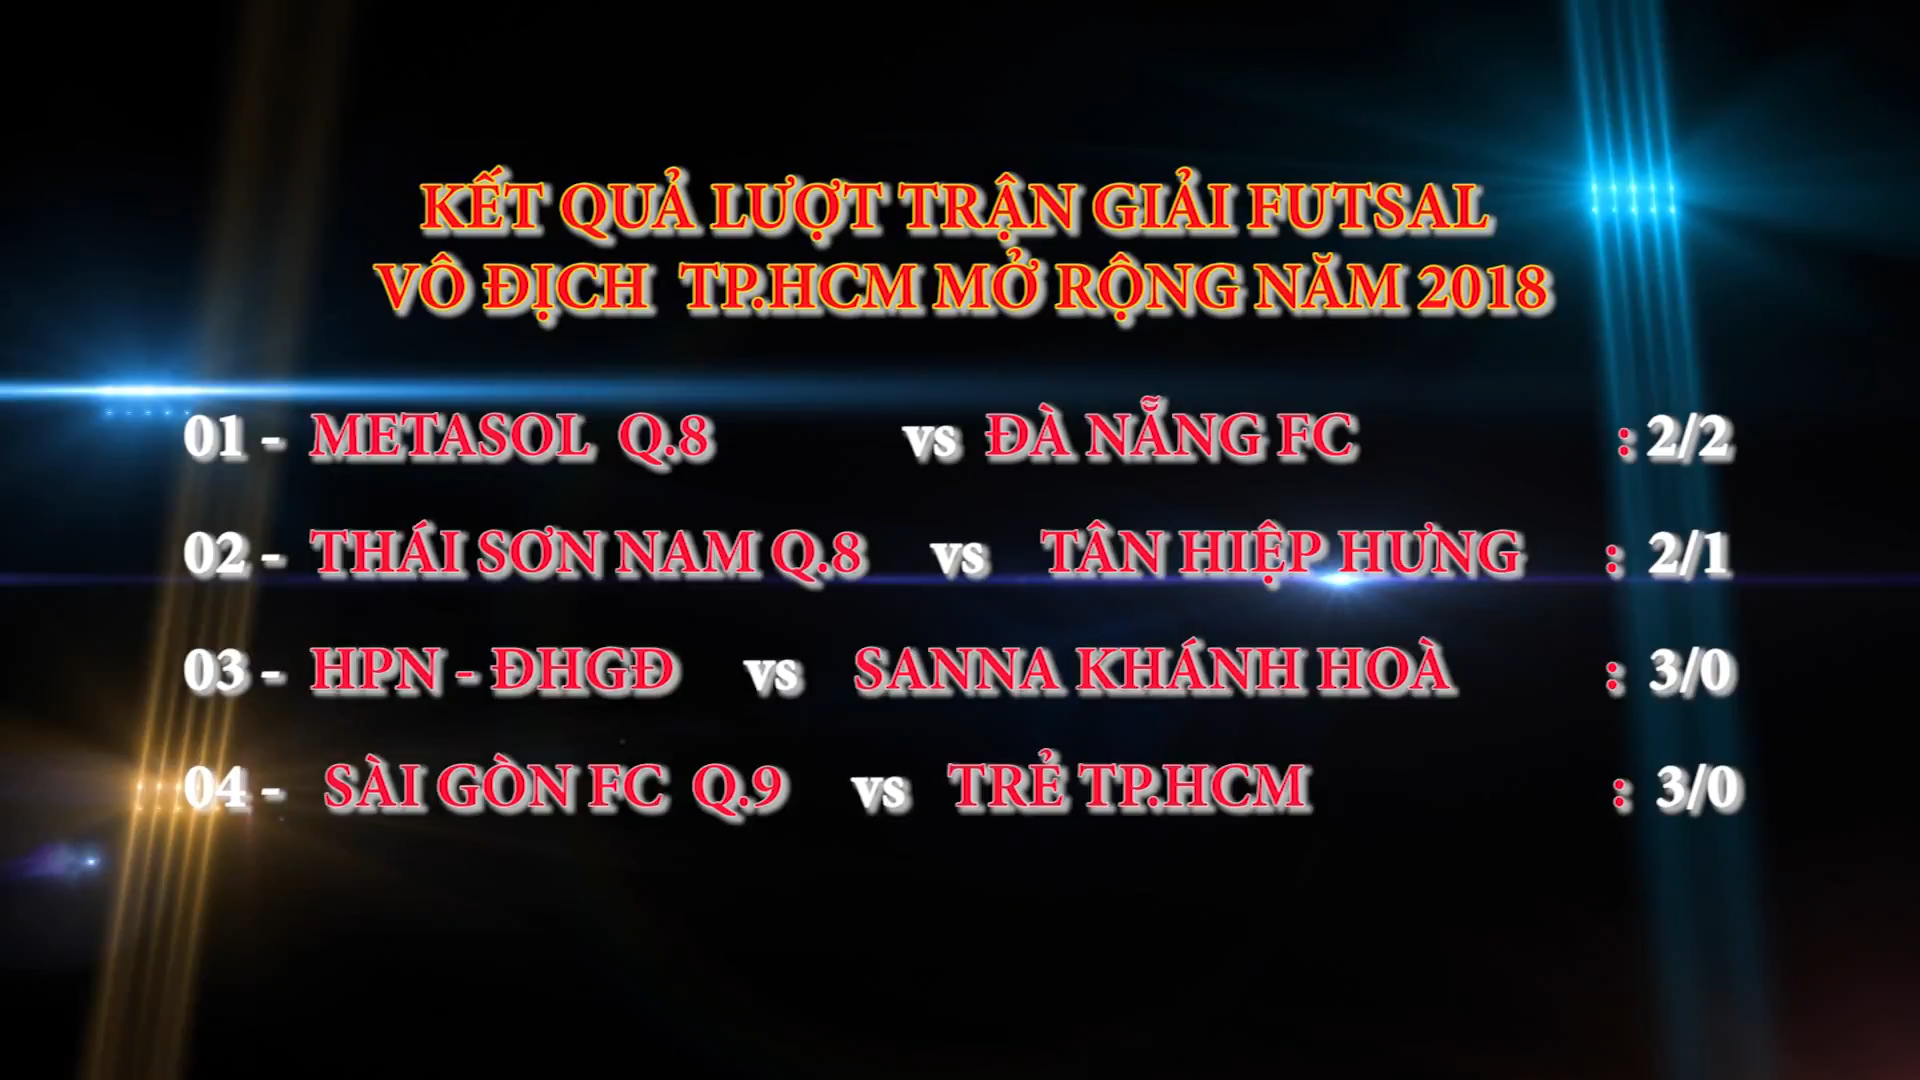 KẾT QUẢ LƯỢT TRẬN GIẢI FUTSAL
VÔ ĐỊCH TP.HCM MỞ RỘNG NĂM 2018
01 - METASOL Q.8 vs ĐÀ NẴNG FC : 2/2
02 - THÁI SƠN NAM Q.8 vs TÂN HIỆP HƯNG : 2/1
03 - HPN - ĐHGĐ vs SANNA KHÁNH HOÀ : 3/0
04 - SÀI GÒN FC Q.9 vs TRẺ TP.HCM : 3/0